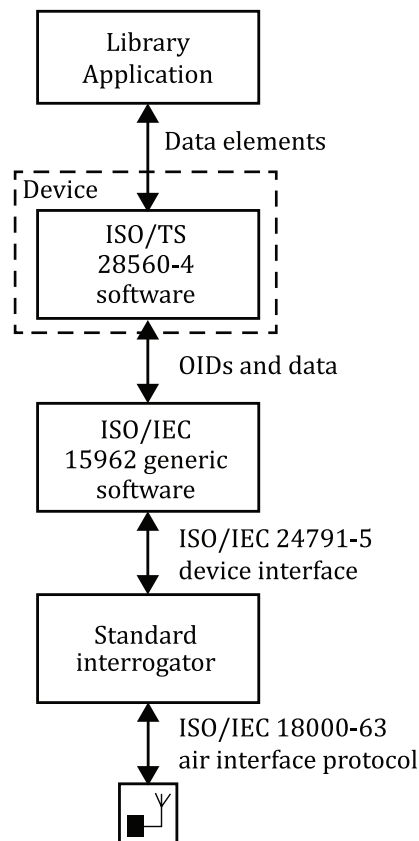 Library
Application
Data elements
Device
ISO/TS
28560-4
software
OIDs and data
ISO/IEC
15962 generic
software
ISO/IEC 24791-5
device interface
Standard
interrogator
ISO/IEC 18000-63
air interface protocol